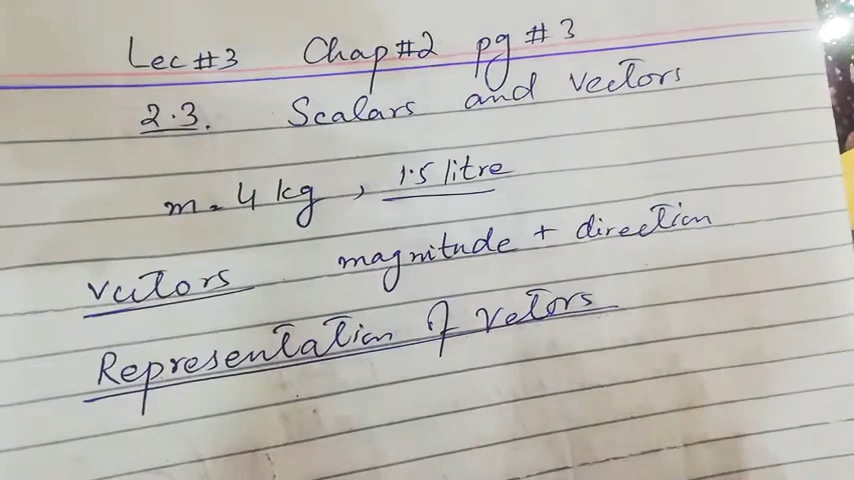 Lec #3 Chap #2 pg #3
2.3. Scalars and vectors
m = 4 kg, 1.5 litre
vectors magnitude + direction
Representation of vectors